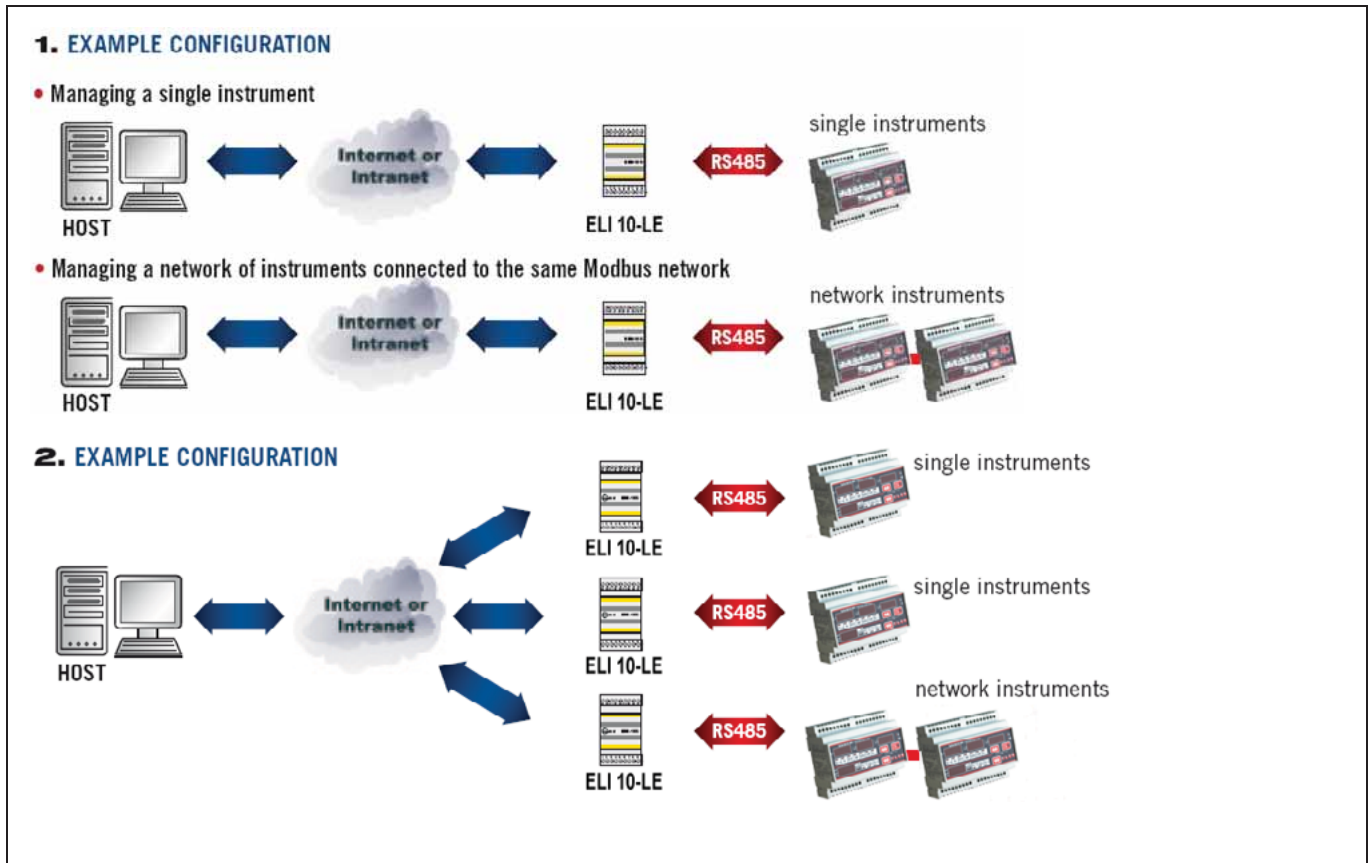 1. EXAMPLE CONFIGURATION
• Managing a single instrument
single instruments
Internet or
Intranet
RS485
HOST
ELI 10-LE
• Managing a network of instruments connected to the same Modbus network
network instruments
Internet or
Intranet
RS485
HOST
ELI 10-LE
2. EXAMPLE CONFIGURATION
single instruments
RS485
ELI 10-LE
single instruments
Internet or
Intranet
RS485
HOST
ELI 10-LE
network instruments
RS485
ELI 10-LE